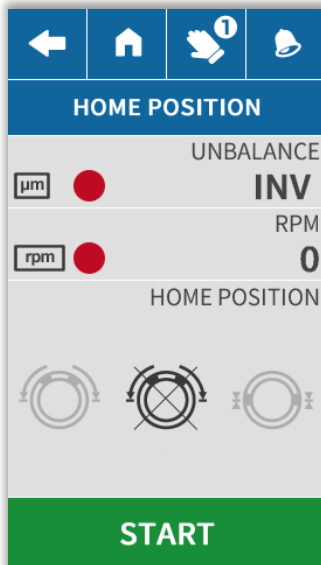 1
HOME POSITION
UNBALANCE
µm
INV
RPM
rpm
0
HOME POSITION
START